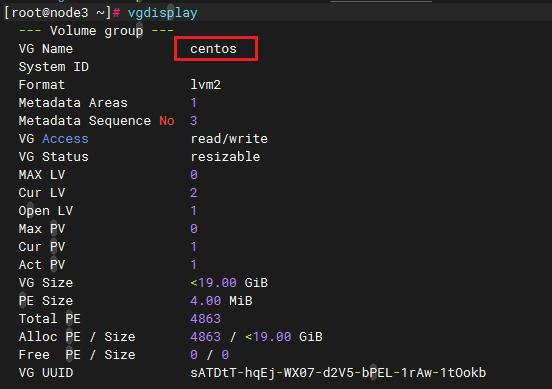 [root@node3 ~]# vgdisplay
--- Volume group ---
VG Name centos
System ID
Format lvm2
Metadata Areas 1
Metadata Sequence No 3
VG Access read/write
VG Status resizable
MAX LV 0
Cur LV 2
Open LV 1
Max PV 0
Cur PV 1
Act PV 1
VG Size <19.00 GiB
PE Size 4.00 MiB
Total PE 4863
Alloc PE / Size 4863 / <19.00 GiB
Free PE / Size 0 / 0
VG UUID sATDtT-hqEj-WX07-d2V5-bPEL-1rAw-1tOokb